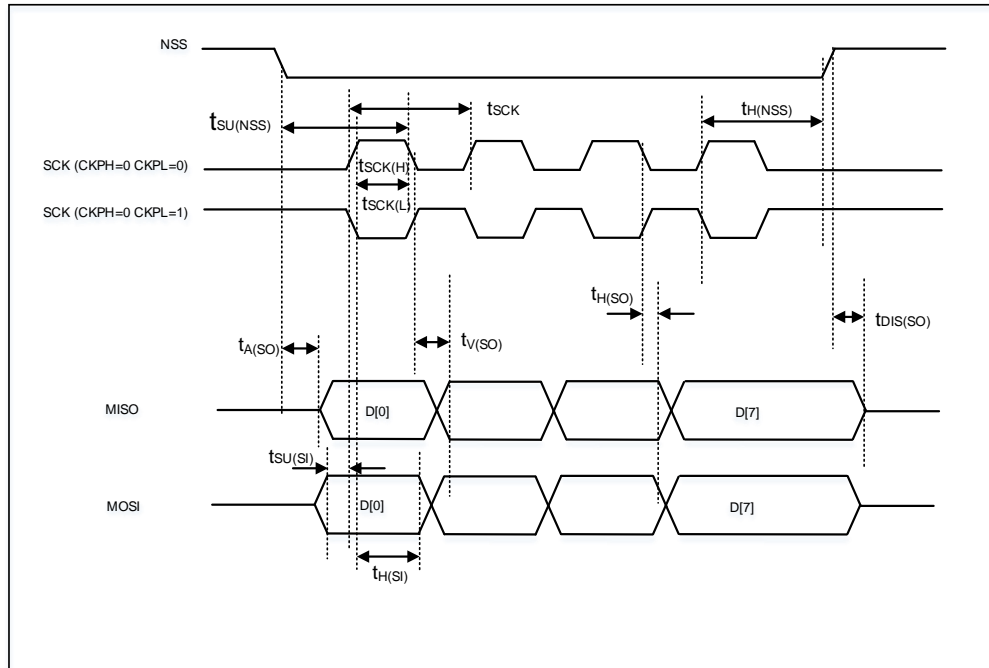 NSS
tSCK
tH(NSS)
tSU(NSS)
SCK (CKPH=0 CKPL=0)
tSCK(H)
tSCK(L)
SCK (CKPH=0 CKPL=1)
tH(SO)
tDIS(SO)
tA(SO)
tV(SO)
MISO
D[0]
D[7]
tSU(SI)
MOSI
D[0]
D[7]
tH(SI)